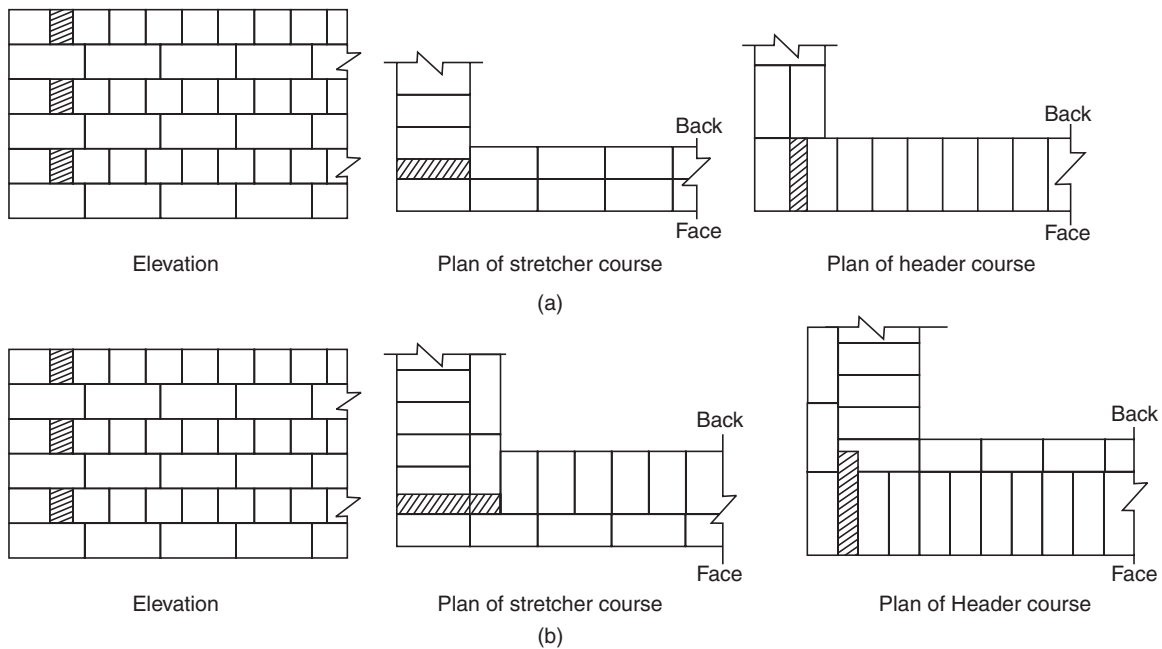 Back
Face
Back
Face
Elevation
Plan of stretcher course
Plan of header course
(a)
Back
Face
Back
Face
Elevation
Plan of stretcher course
Plan of Header course
(b)